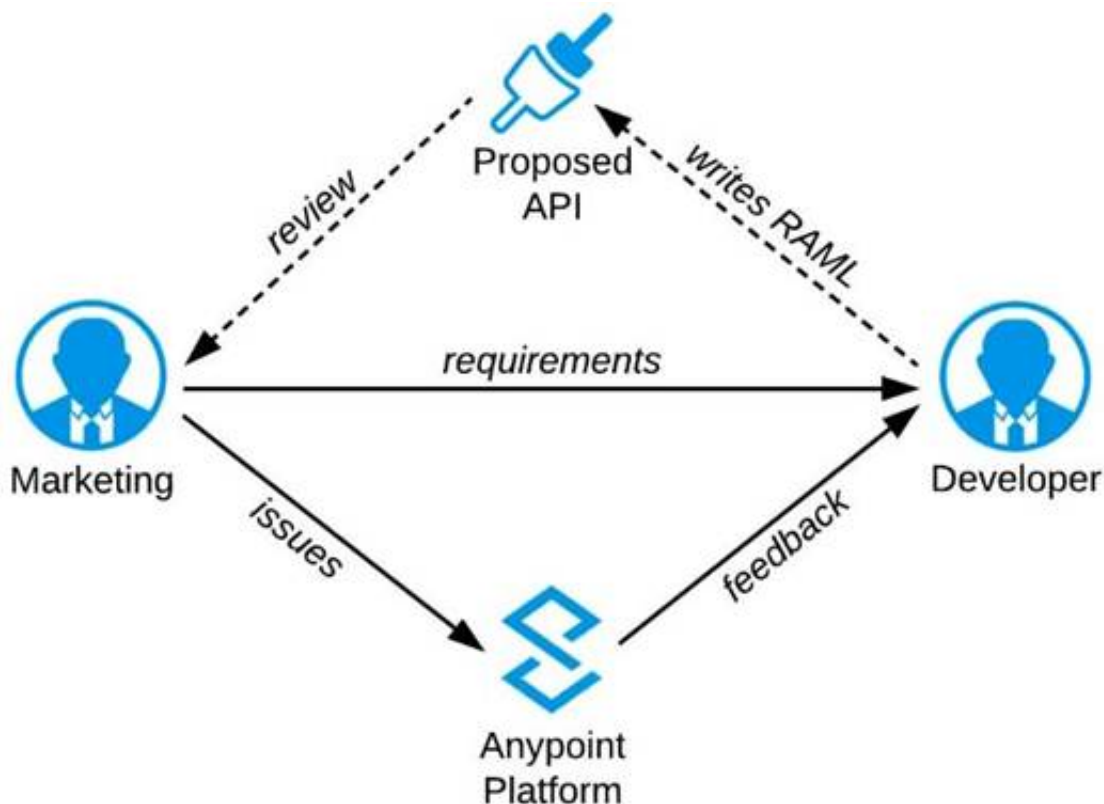 Proposed
API
review
writes RAML
requirements
Marketing
Developer
issues
feedback
Anypoint
Platform